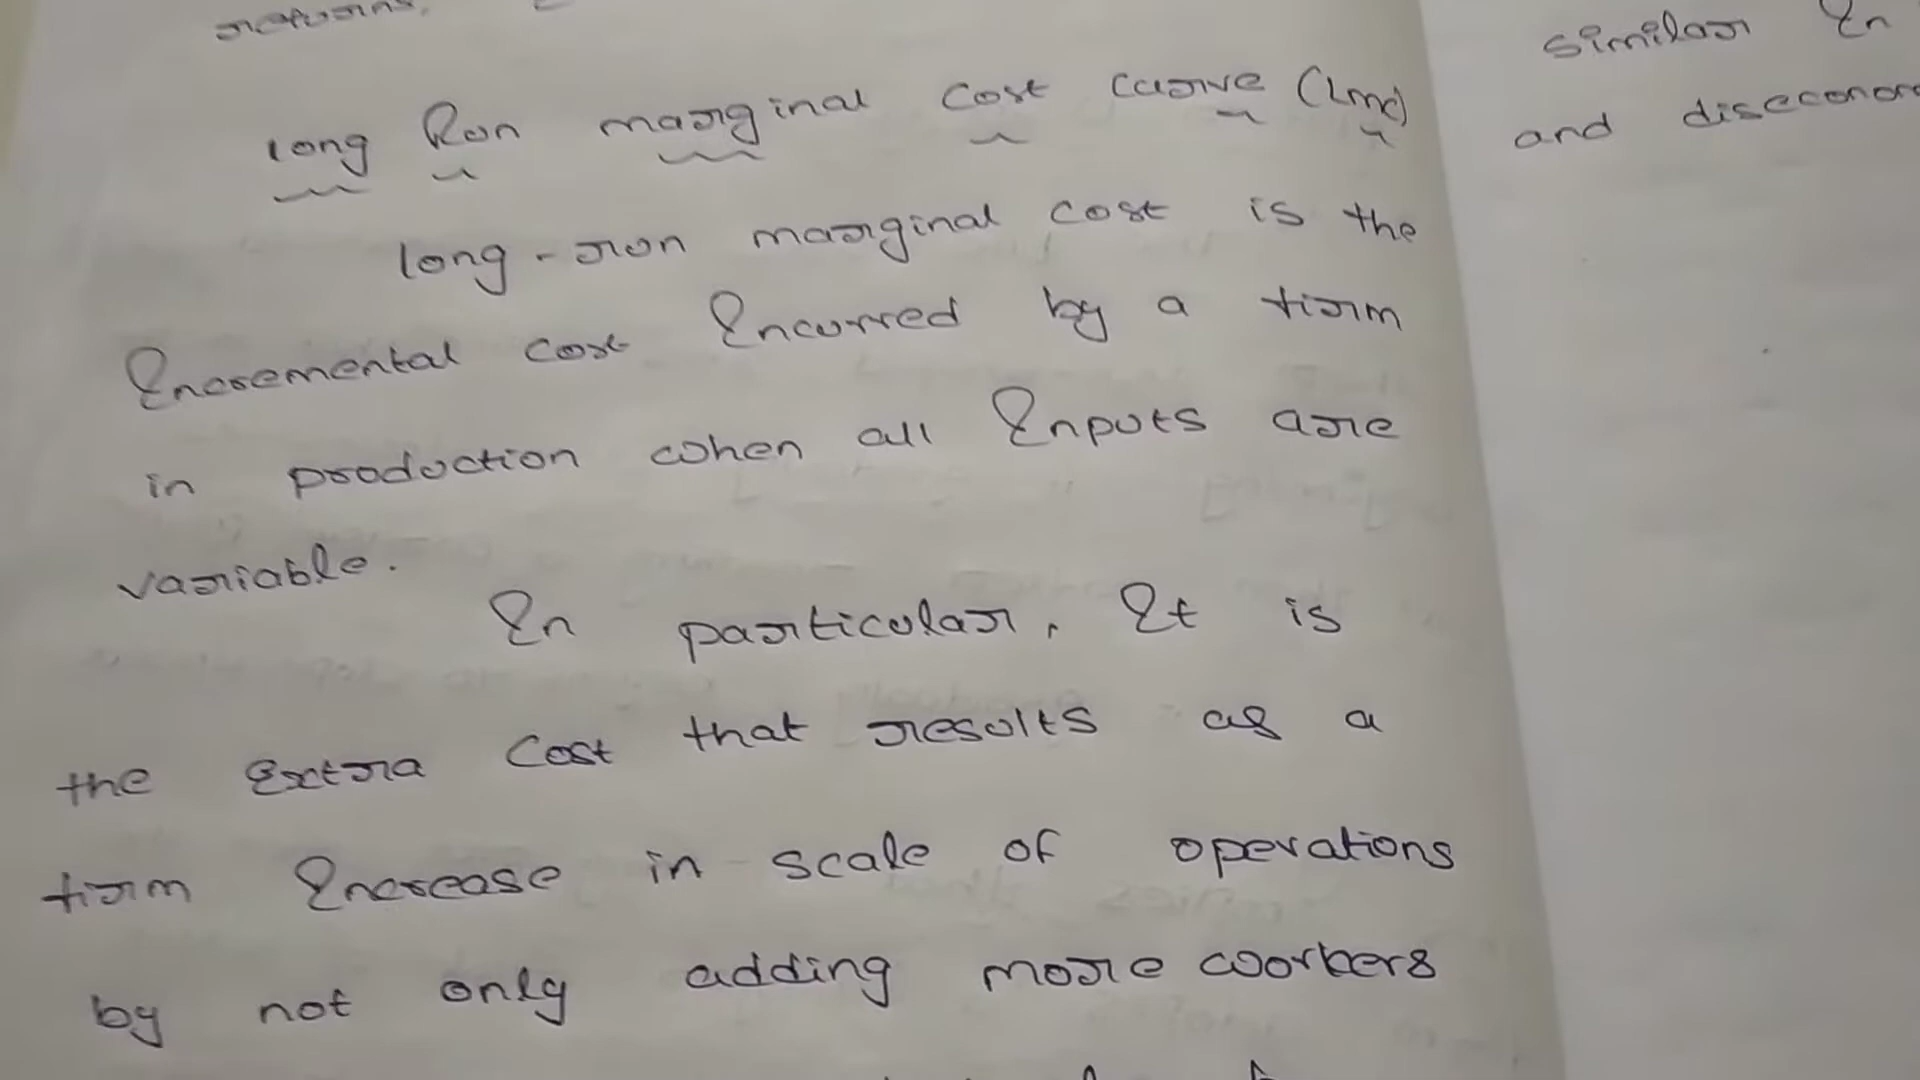 returns.
Long Run marginal cost curve (Lmc)
long-run marginal cost is the
Incremental cost Incurred by a firm
in production when all Inputs are
variable.
In particular, It is
the Extra Cost that results as a
firm Increase in scale of operations
by not only adding more workers
similar In
and diseconom